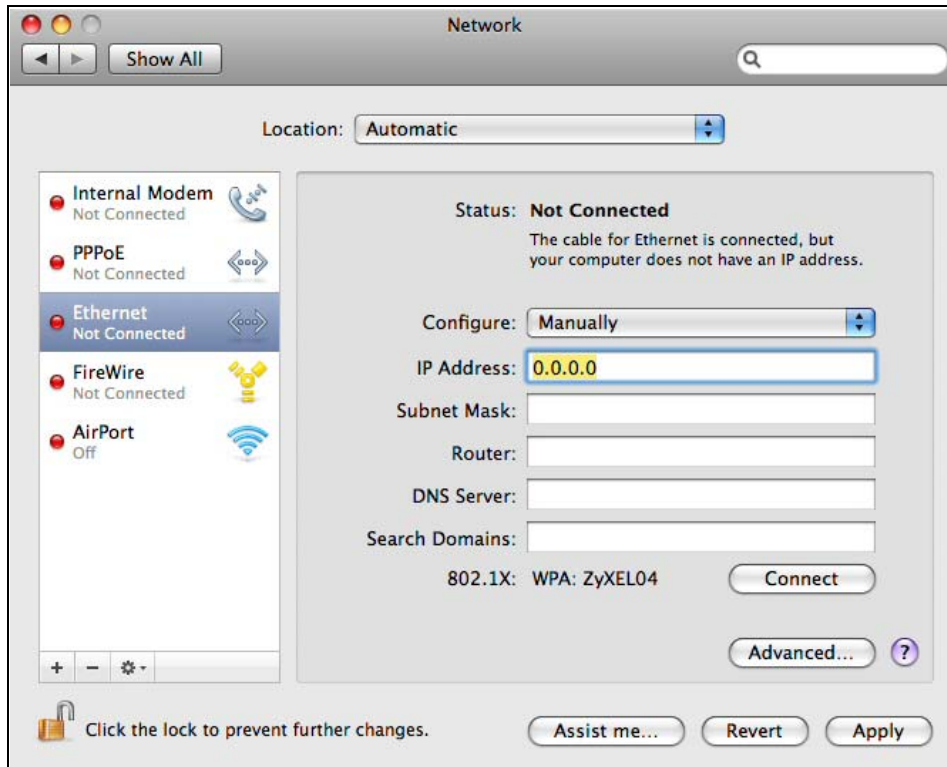 Network
Show All
Location: Automatic
Internal Modem
Not Connected
PPPoE
Not Connected
Ethernet
Not Connected
FireWire
Not Connected
AirPort
Off
Status: Not Connected
The cable for Ethernet is connected, but
your computer does not have an IP address.
Configure: Manually
IP Address: 0.0.0.0
Subnet Mask:
Router:
DNS Server:
Search Domains:
802.1X: WPA: ZyXEL04 Connect
Advanced... ?
Click the lock to prevent further changes. Assist me... Revert Apply